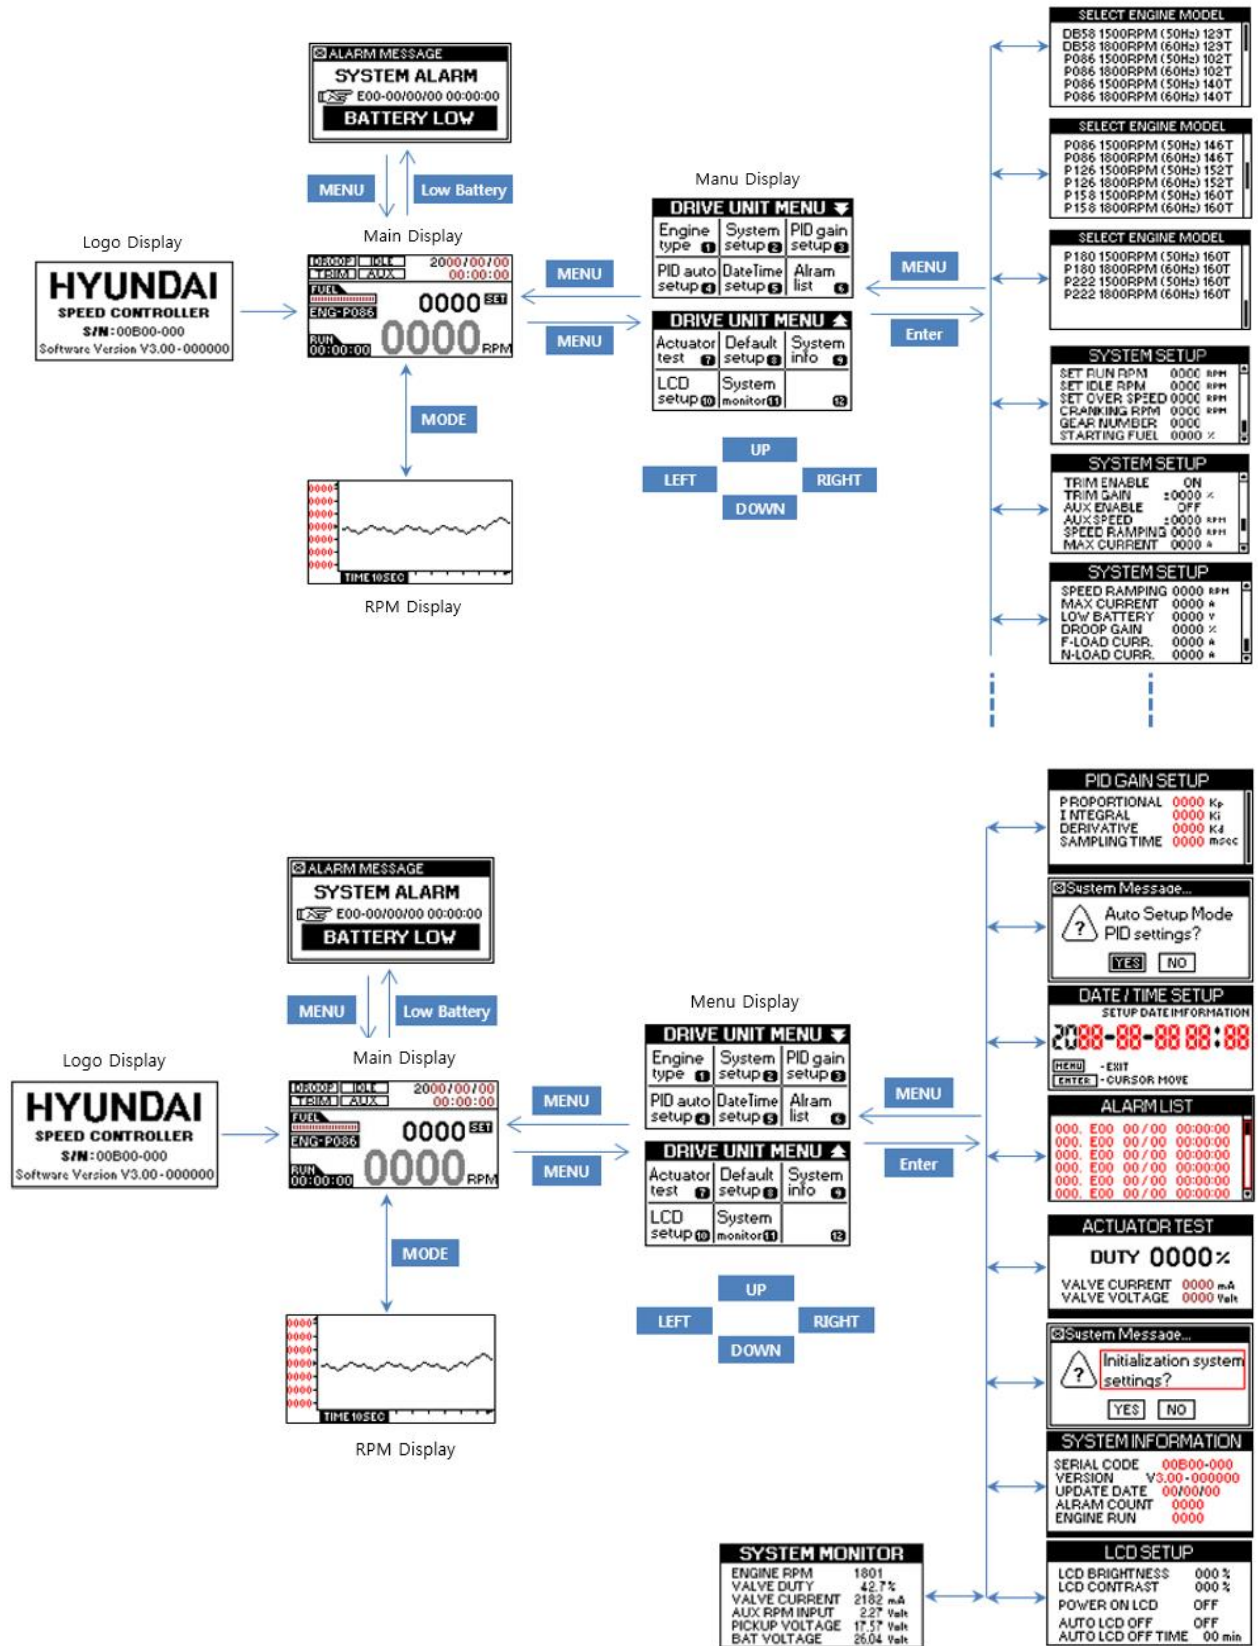 SELECT ENGINE MODEL
DB58 1500RPM (50Hz) 129T
DB58 1800RPM (60Hz) 129T
P086 1500RPM (50Hz) 102T
P086 1800RPM (60Hz) 102T
P086 1500RPM (50Hz) 140T
P086 1800RPM (60Hz) 140T
ALARM MESSAGE
SYSTEM ALARM
E00-00/00/00 00:00:00
BATTERY LOW
SELECT ENGINE MODEL
P086 1500RPM (50Hz) 146T
P086 1800RPM (60Hz) 146T
P126 1500RPM (50Hz) 152T
P126 1800RPM (60Hz) 152T
P158 1500RPM (50Hz) 160T
P158 1800RPM (60Hz) 160T
MENU
Low Battery
Manu Display
Logo Display
HYUNDAI
SPEED CONTROLLER
S/N:00B00-000
Software Version V3.00-000000
Main Display
DROOP IDLE 2000/00/00
TRIM AUX 00:00:00
FUEL
0000 SET
ENG-P086
RUN
00:00:00 0000 RPM
MENU
MENU
DRIVE UNIT MENU
Engine type 1
System setup 2
PID gain setup 3
PID auto setup 4
DateTime setup 5
Alram list 6
DRIVE UNIT MENU
Actuator test 7
Default setup 8
System info 9
LCD setup 10
System monitor 11
12
MENU
Enter
SELECT ENGINE MODEL
P180 1500RPM (50Hz) 160T
P180 1800RPM (60Hz) 160T
P222 1500RPM (50Hz) 160T
P222 1800RPM (60Hz) 160T
SYSTEM SETUP
SET RUN RPM 0000 RPM
SET IDLE RPM 0000 RPM
SET OVER SPEED 0000 RPM
CRANKING RPM 0000 RPM
GEAR NUMBER 0000
STARTING FUEL 0000 %
MODE
UP
LEFT
RIGHT
DOWN
SYSTEM SETUP
TRIM ENABLE ON
TRIM GAIN ±0000 %
AUX ENABLE OFF
AUX SPEED ±0000 RPM
SPEED RAMPING 0000 RPM
MAX CURRENT 0000 A
0000
0000
0000
0000
0000
0000
0000
TIME 10SEC
RPM Display
SYSTEM SETUP
SPEED RAMPING 0000 RPM
MAX CURRENT 0000 A
LOW BATTERY 0000 V
DROOP GAIN 0000 %
F-LOAD CURR. 0000 A
N-LOAD CURR. 0000 A
PID GAIN SETUP
PROPORTIONAL 0000 Kp
INTEGRAL 0000 Ki
DERIVATIVE 0000 Kd
SAMPLING TIME 0000 msec
ALARM MESSAGE
SYSTEM ALARM
E00-00/00/00 00:00:00
BATTERY LOW
System Message...
Auto Setup Mode
PID settings?
YES NO
MENU
Low Battery
Menu Display
DATE / TIME SETUP
SETUP DATE IMFORMATION
2088-88-88 88:88
MENU - EXIT
ENTER - CURSOR MOVE
Logo Display
HYUNDAI
SPEED CONTROLLER
S/N:00B00-000
Software Version V3.00-000000
Main Display
DROOP IDLE 2000/00/00
TRIM AUX 00:00:00
FUEL
0000 SET
ENG-P086
RUN
00:00:00 0000 RPM
MENU
MENU
DRIVE UNIT MENU
Engine type 1
System setup 2
PID gain setup 3
PID auto setup 4
DateTime setup 5
Alram list 6
DRIVE UNIT MENU
Actuator test 7
Default setup 8
System info 9
LCD setup 10
System monitor 11
12
MENU
Enter
ALARM LIST
000. E00 00/00 00:00:00
000. E00 00/00 00:00:00
000. E00 00/00 00:00:00
000. E00 00/00 00:00:00
000. E00 00/00 00:00:00
000. E00 00/00 00:00:00
ACTUATOR TEST
DUTY 0000%
VALVE CURRENT 0000 mA
VALVE VOLTAGE 0000 Volt
MODE
UP
LEFT
RIGHT
DOWN
0000
0000
0000
0000
0000
0000
0000
TIME 10SEC
RPM Display
System Message...
Initialization system
settings?
YES NO
SYSTEM INFORMATION
SERIAL CODE 00B00-000
VERSION V3.00-000000
UPDATE DATE 00/00/00
ALRAM COUNT 0000
ENGINE RUN 0000
SYSTEM MONITOR
ENGINE RPM 1801
VALVE DUTY 42.7%
VALVE CURRENT 2182 mA
AUX RPM INPUT 2.27 Volt
PICKUP VOLTAGE 17.57 Volt
BAT VOLTAGE 26.04 Volt
LCD SETUP
LCD BRIGHTNESS 000 %
LCD CONTRAST 000 %
POWER ON LCD OFF
AUTO LCD OFF OFF
AUTO LCD OFF TIME 00 min